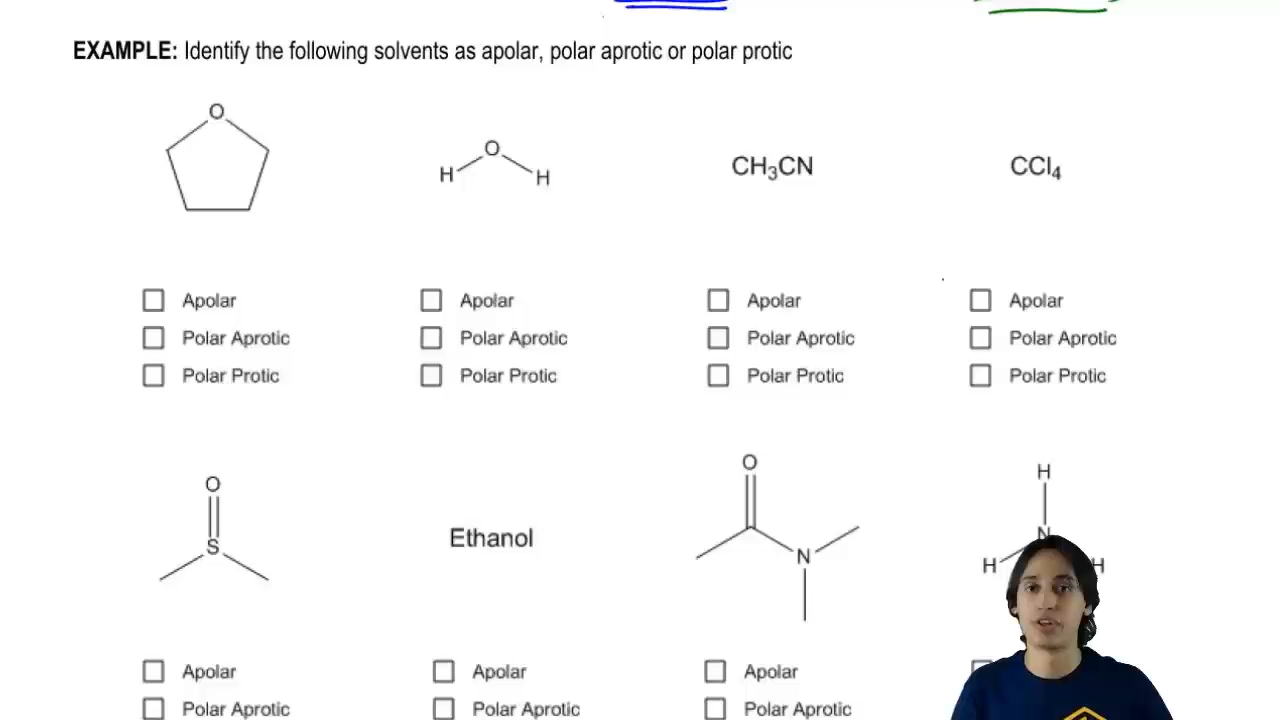 EXAMPLE: Identify the following solvents as apolar, polar aprotic or polar protic
O
H O H
CH₃CN
CCl₄
Apolar Apolar Apolar Apolar
Polar Aprotic Polar Aprotic Polar Aprotic Polar Aprotic
Polar Protic Polar Protic Polar Protic Polar Protic
O
S
Ethanol
O
N
H
N
H H
Apolar Apolar Apolar
Polar Aprotic Polar Aprotic Polar Aprotic